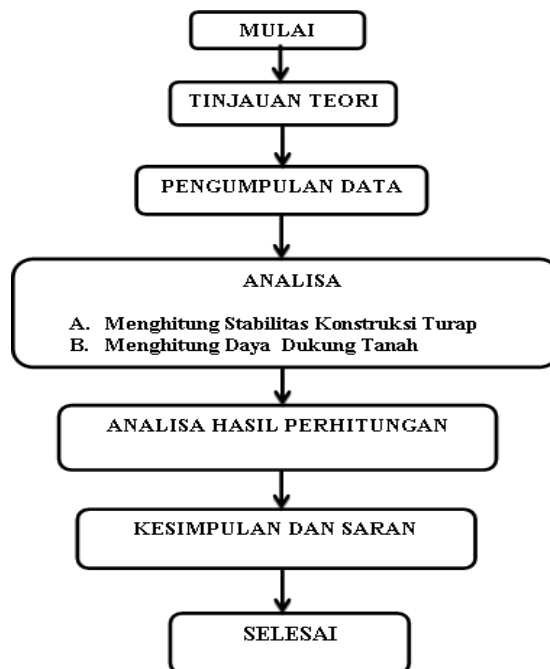 MULAI
TINJAUAN TEORI
PENGUMPULAN DATA
ANALISA
A. Menghitung Stabilitas Konstruksi Turap
B. Menghitung Daya Dukung Tanah
ANALISA HASIL PERHITUNGAN
KESIMPULAN DAN SARAN
SELESAI